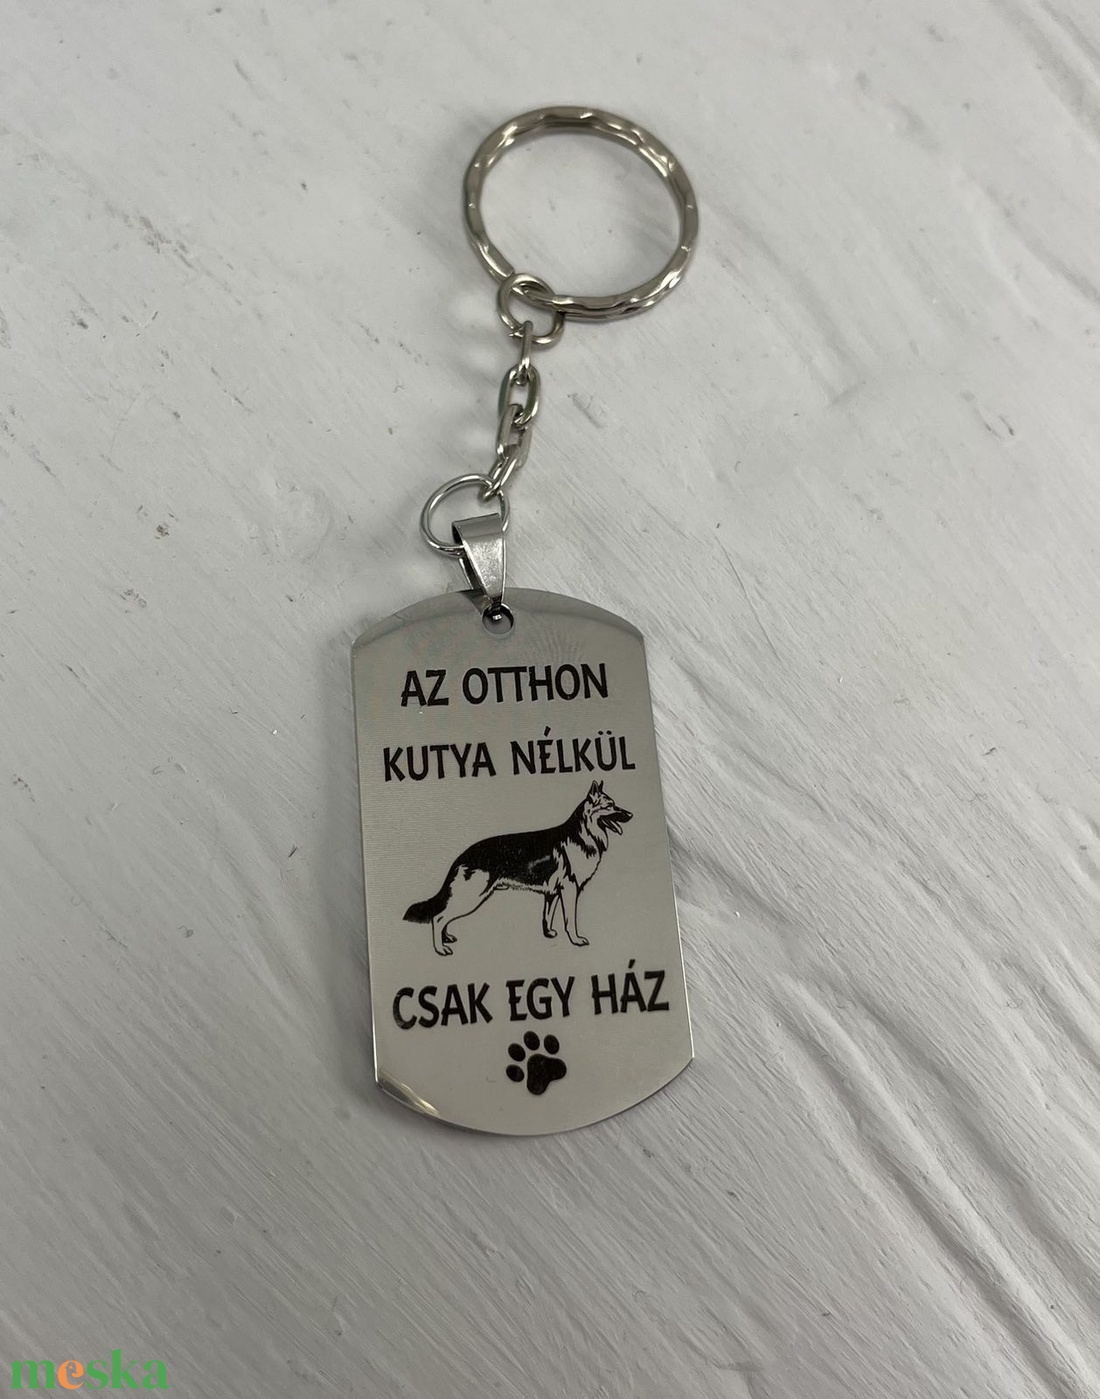 AZ OTTHON
KUTYA NÉLKÜL
CSAK EGY HÁZ
meska